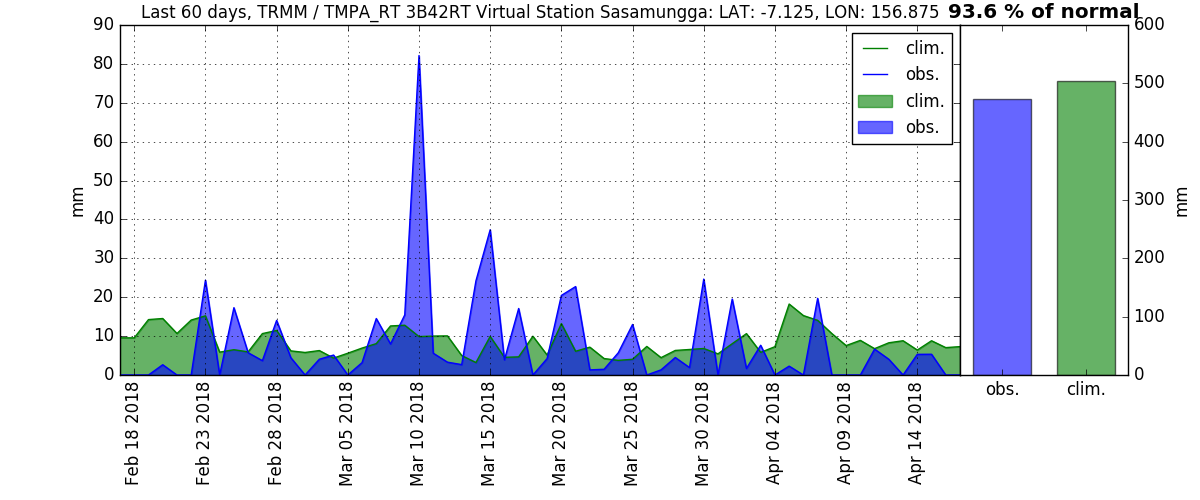 Last 60 days, TRMM / TMPA_RT 3B42RT Virtual Station Sasamungga: LAT: -7.125, LON: 156.875 93.6 % of normal
90
80
70
60
50
40
30
20
10
0
mm
clim.
obs.
clim.
obs.
600
500
400
300
200
100
0
mm
obs. clim.
Feb 18 2018
Feb 23 2018
Feb 28 2018
Mar 05 2018
Mar 10 2018
Mar 15 2018
Mar 20 2018
Mar 25 2018
Mar 30 2018
Apr 04 2018
Apr 09 2018
Apr 14 2018